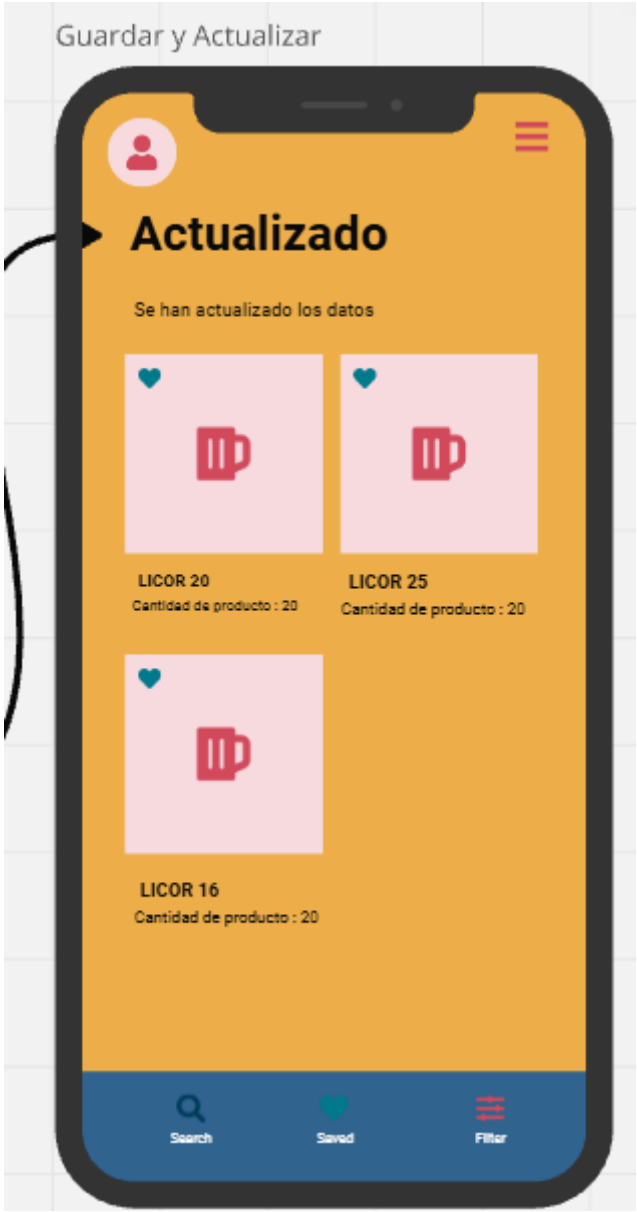 Guardar y Actualizar
Actualizado
Se han actualizado los datos
LICOR 20
Cantidad de producto : 20
LICOR 25
Cantidad de producto : 20
LICOR 16
Cantidad de producto : 20
Search
Saved
Filter